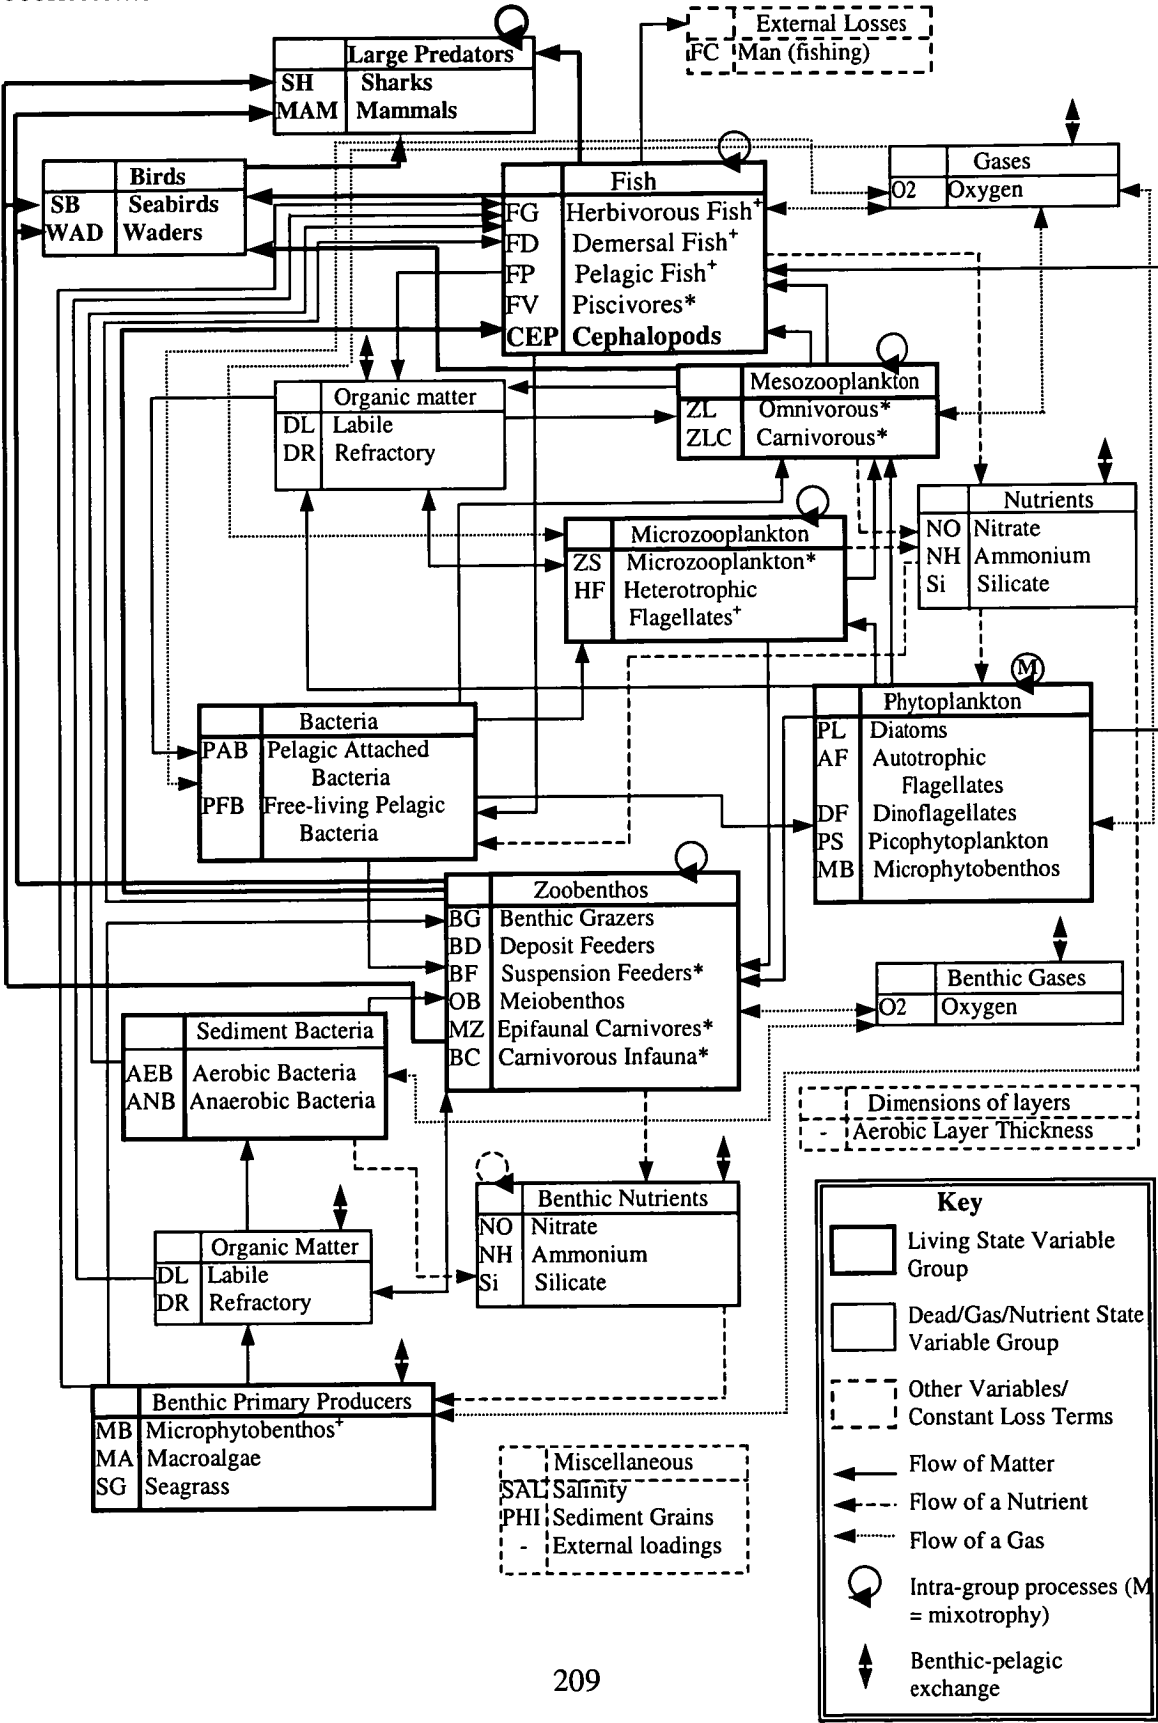 External Losses
FC Man (fishing)
Large Predators
SH Sharks
MAM Mammals
Birds
SB Seabirds
WAD Waders
Fish
FG Herbivorous Fish+
FD Demersal Fish+
FP Pelagic Fish+
FV Piscivores*
CEP Cephalopods
Gases
O2 Oxygen
Organic matter
DL Labile
DR Refractory
Mesozooplankton
ZL Omnivorous*
ZLC Carnivorous*
Microzooplankton
ZS Microzooplankton*
HF Heterotrophic
Flagellates+
Nutrients
NO Nitrate
NH Ammonium
Si Silicate
Bacteria
PAB Pelagic Attached
Bacteria
PFB Free-living Pelagic
Bacteria
M
Phytoplankton
PL Diatoms
AF Autotrophic
Flagellates
DF Dinoflagellates
PS Picophytoplankton
MB Microphytobenthos
Zoobenthos
BG Benthic Grazers
BD Deposit Feeders
BF Suspension Feeders*
OB Meiobenthos
MZ Epifaunal Carnivores*
BC Carnivorous Infauna*
Benthic Gases
O2 Oxygen
Sediment Bacteria
AEB Aerobic Bacteria
ANB Anaerobic Bacteria
Dimensions of layers
- Aerobic Layer Thickness
Benthic Nutrients
NO Nitrate
NH Ammonium
Si Silicate
Organic Matter
DL Labile
DR Refractory
Benthic Primary Producers
MB Microphytobenthos+
MA Macroalgae
SG Seagrass
Miscellaneous
SAL Salinity
PHI Sediment Grains
- External loadings
Key
Living State Variable
Group
Dead/Gas/Nutrient State
Variable Group
Other Variables/
Constant Loss Terms
Flow of Matter
Flow of a Nutrient
Flow of a Gas
Intra-group processes (M
= mixotrophy)
Benthic-pelagic
exchange
209